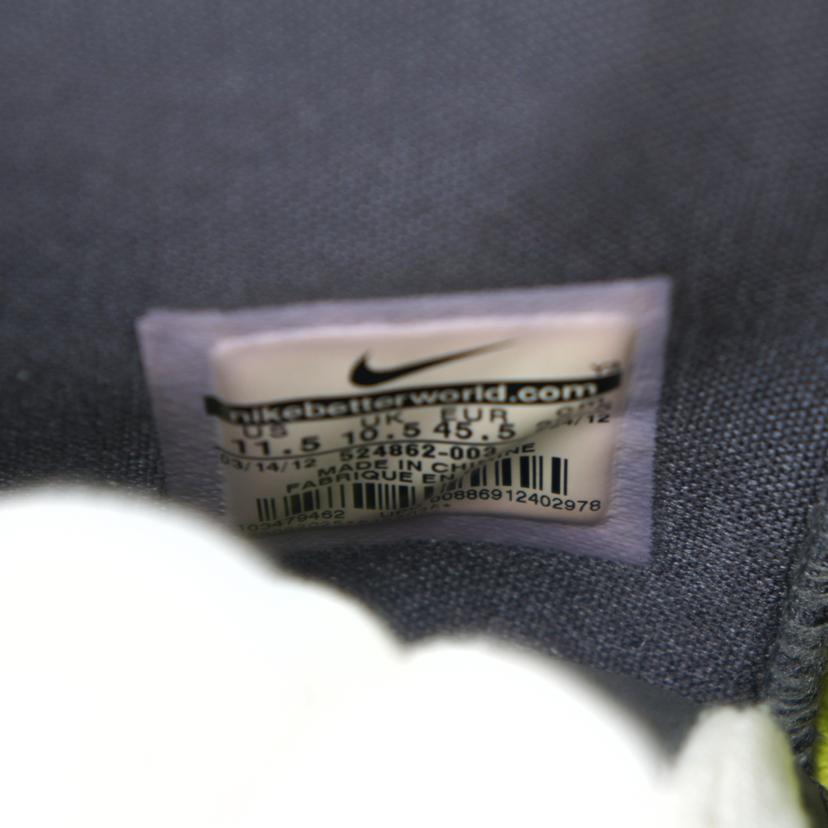 nikebetterworld.com
US UK EUR
11.5 10.5 45.5
03/14/12
524862-003
MADE IN
FABRIQUE EN
00886912402978
103479462